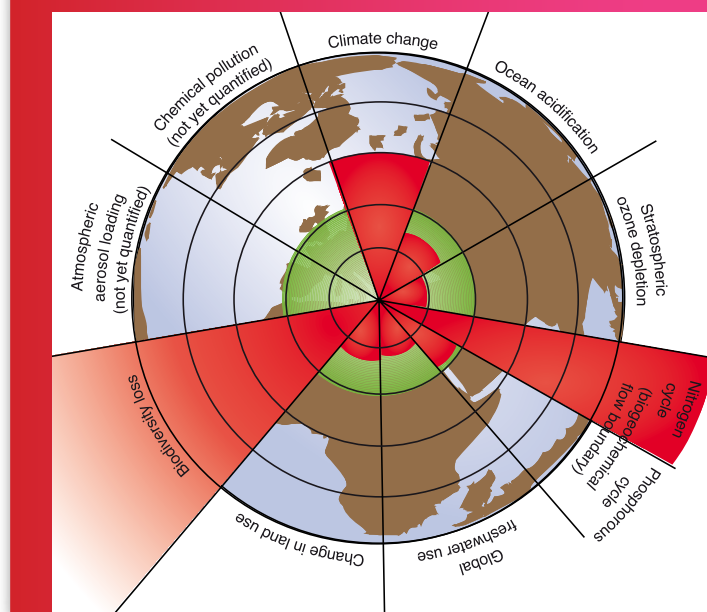 Climate change
Ocean acidification
Stratospheric
ozone depletion
Nitrogen
cycle
(biogeochemical
flow boundary)
Phosphorous
cycle
Global
freshwater use
Change in land use
Biodiversity loss
Atmospheric
aerosol loading
(not yet quantified)
Chemical pollution
(not yet quantified)